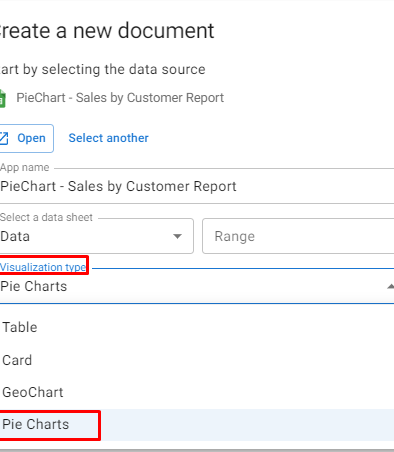 Create a new document
art by selecting the data source
PieChart - Sales by Customer Report
Open Select another
App name
PieChart - Sales by Customer Report
Select a data sheet
Data Range
Visualization type
Pie Charts
Table
Card
GeoChart
Pie Charts